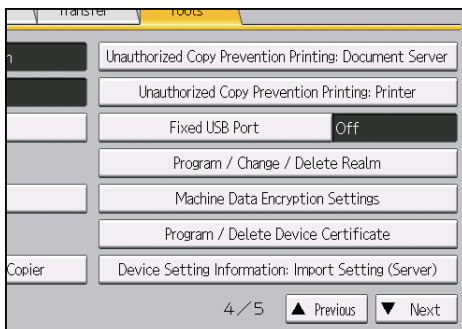 Tools
Unauthorized Copy Prevention Printing: Document Server
Unauthorized Copy Prevention Printing: Printer
Fixed USB Port Off
Program / Change / Delete Realm
Machine Data Encryption Settings
Program / Delete Device Certificate
Copier Device Setting Information: Import Setting (Server)
4/5 ▲ Previous ▼ Next